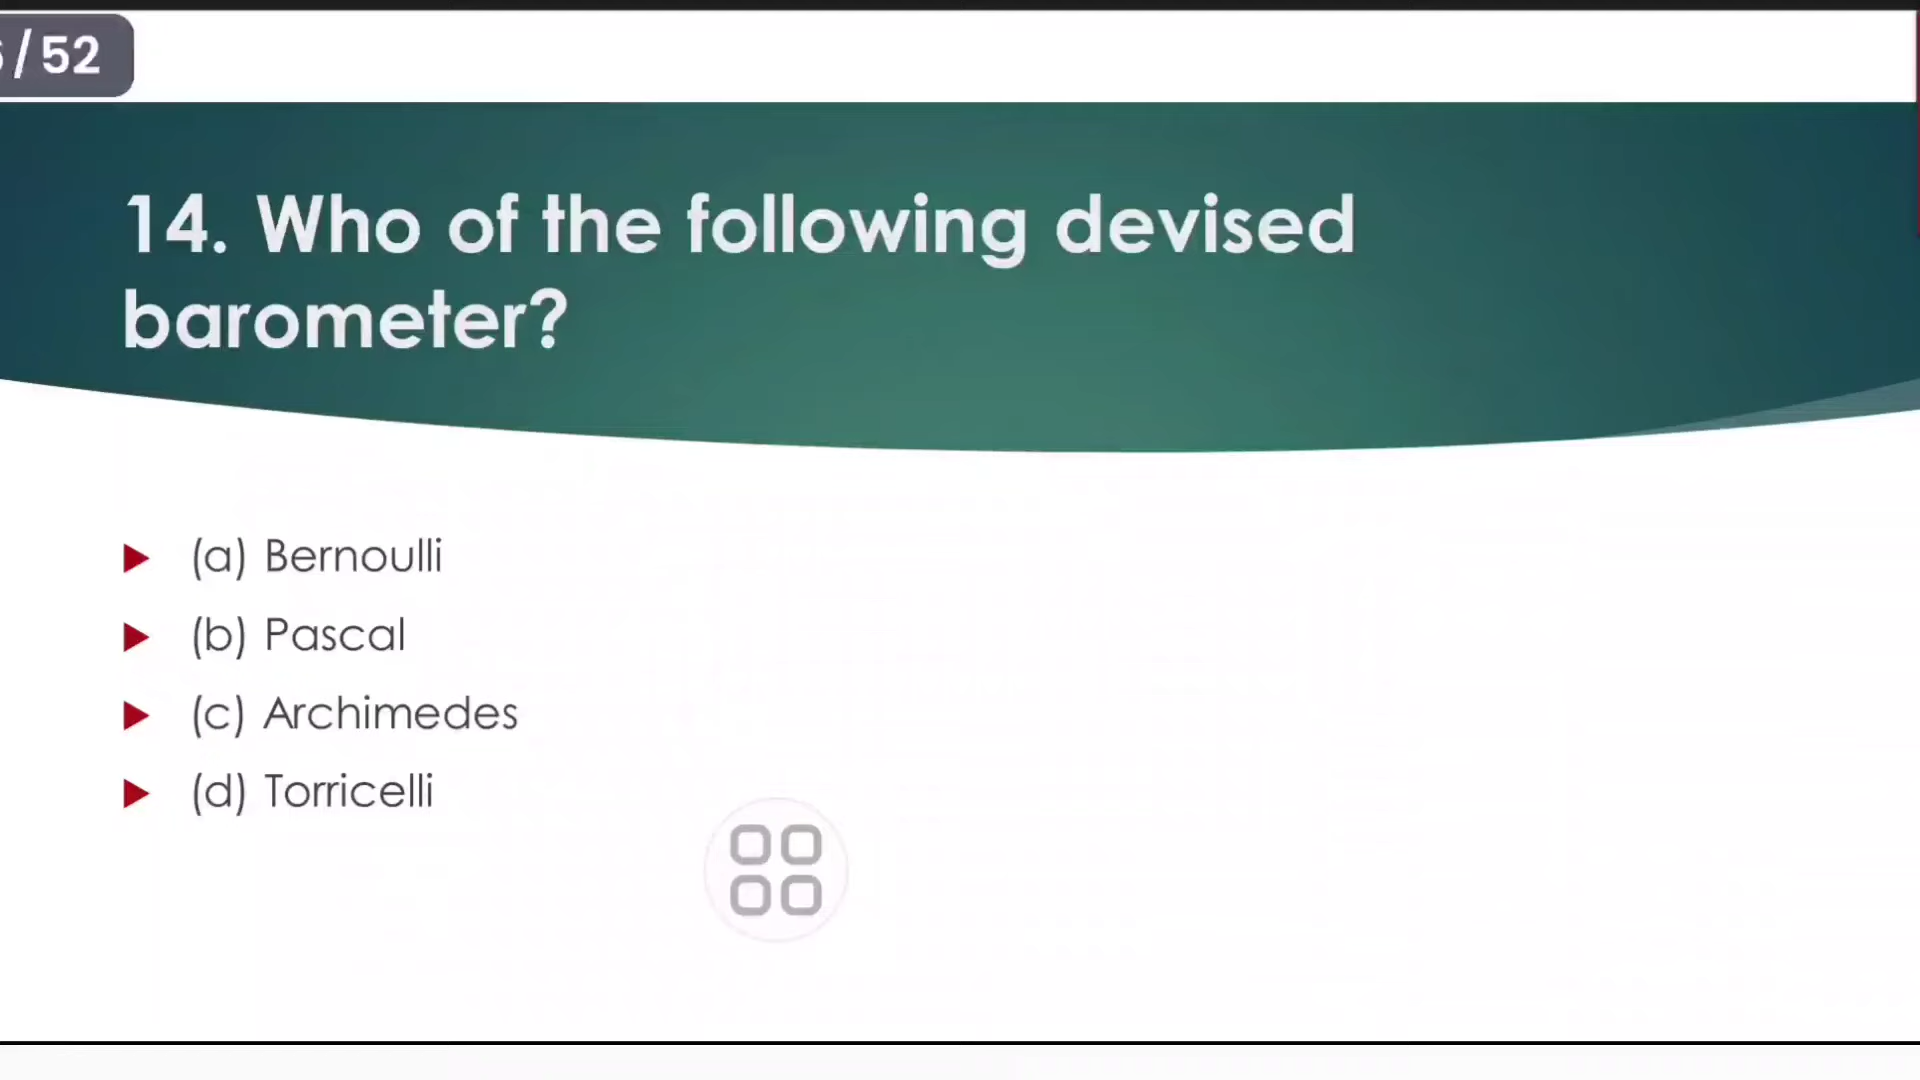 /52
14. Who of the following devised
barometer?
(a) Bernoulli
(b) Pascal
(c) Archimedes
(d) Torricelli